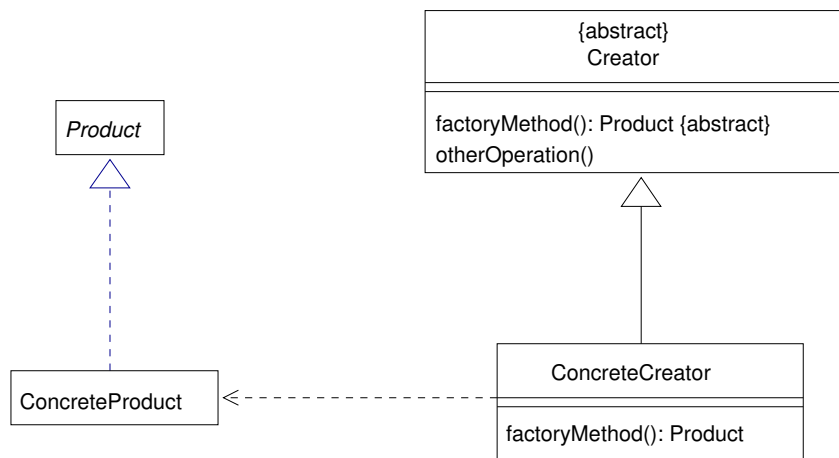 {abstract}
Creator
factoryMethod(): Product {abstract}
otherOperation()
Product
ConcreteProduct
ConcreteCreator
factoryMethod(): Product